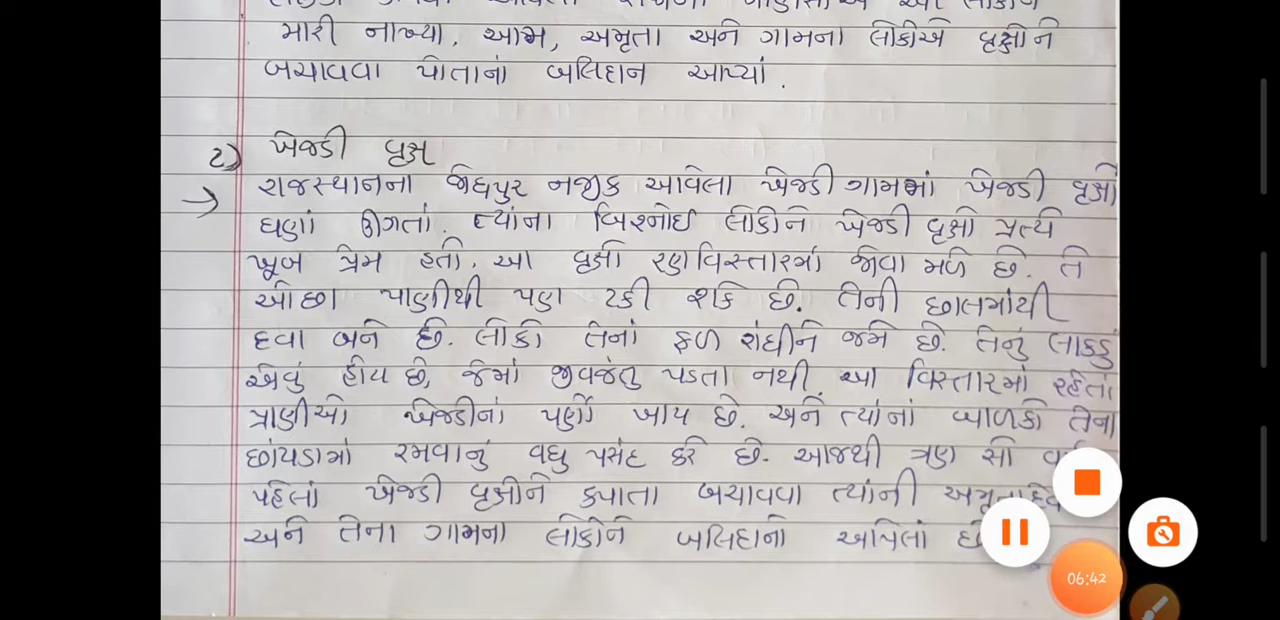 મારી નાખ્યા. આમ, અમૃતા અને ગામના લોકોએ વૃક્ષોને
બચાવવા પોતાનાં બલિદાન આપ્યાં.
2) ખેજડી વૃક્ષ
→ રાજસ્થાનના જોધપુર નજીક આવેલા ખેજડી ગામમાં ખેજડી વૃક્ષો
ઘણાં ઊગતાં. ત્યાંના બિશ્નોઈ લોકોને ખેજડી વૃક્ષો પ્રત્યે
ખૂબ પ્રેમ હતો. આ વૃક્ષો રણવિસ્તારમાં જોવા મળે છે. તે
ઓછા પાણીથી પણ ટકી શકે છે. તેની છાલમાંથી
દવા બને છે. લોકો તેનાં ફળ રાંધીને જમે છે. તેનું લાકડું
એવું હોય છે, જેમાં જીવજંતુ પડતા નથી. આ વિસ્તારમાં રહેતા
પ્રાણીઓ ખેજડીનાં પર્ણો ખાય છે. અને ત્યાંનાં બાળકો તેના
છાંયડામાં રમવાનું વધુ પસંદ કરે છે. આજથી ત્રણ સો
પહેલાં ખેજડી વૃક્ષોને કપાતા બચાવવા ત્યાંની
અને તેના ગામના લોકોને બલિદાનો આપેલાં
06:42